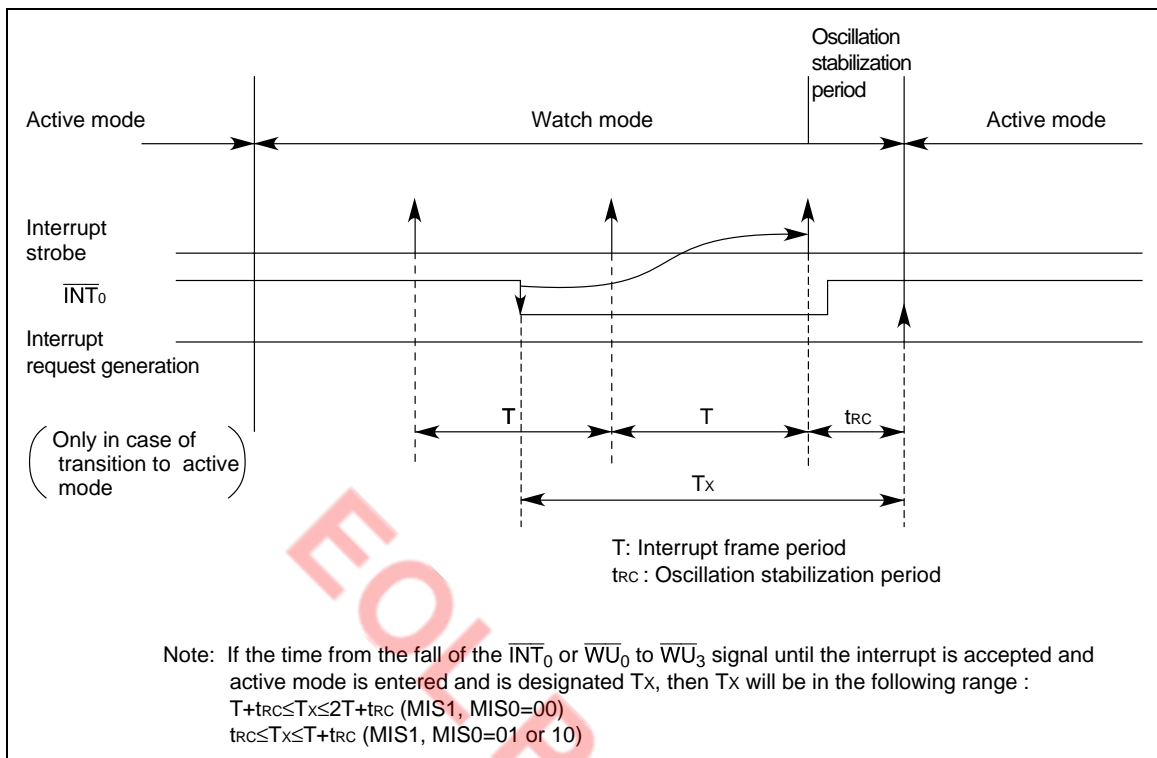 Oscillation
stabilization
period
Active mode
Watch mode
Active mode
Interrupt
strobe
INT0
Interrupt
request generation
T
T
tRC
( Only in case of
transition to active
mode )
TX
T: Interrupt frame period
tRC : Oscillation stabilization period
EOL P
Note: If the time from the fall of the INT0 or WU0 to WU3 signal until the interrupt is accepted and
active mode is entered and is designated TX, then TX will be in the following range :
T+tRC≤TX≤2T+tRC (MIS1, MIS0=00)
tRC≤TX≤T+tRC (MIS1, MIS0=01 or 10)